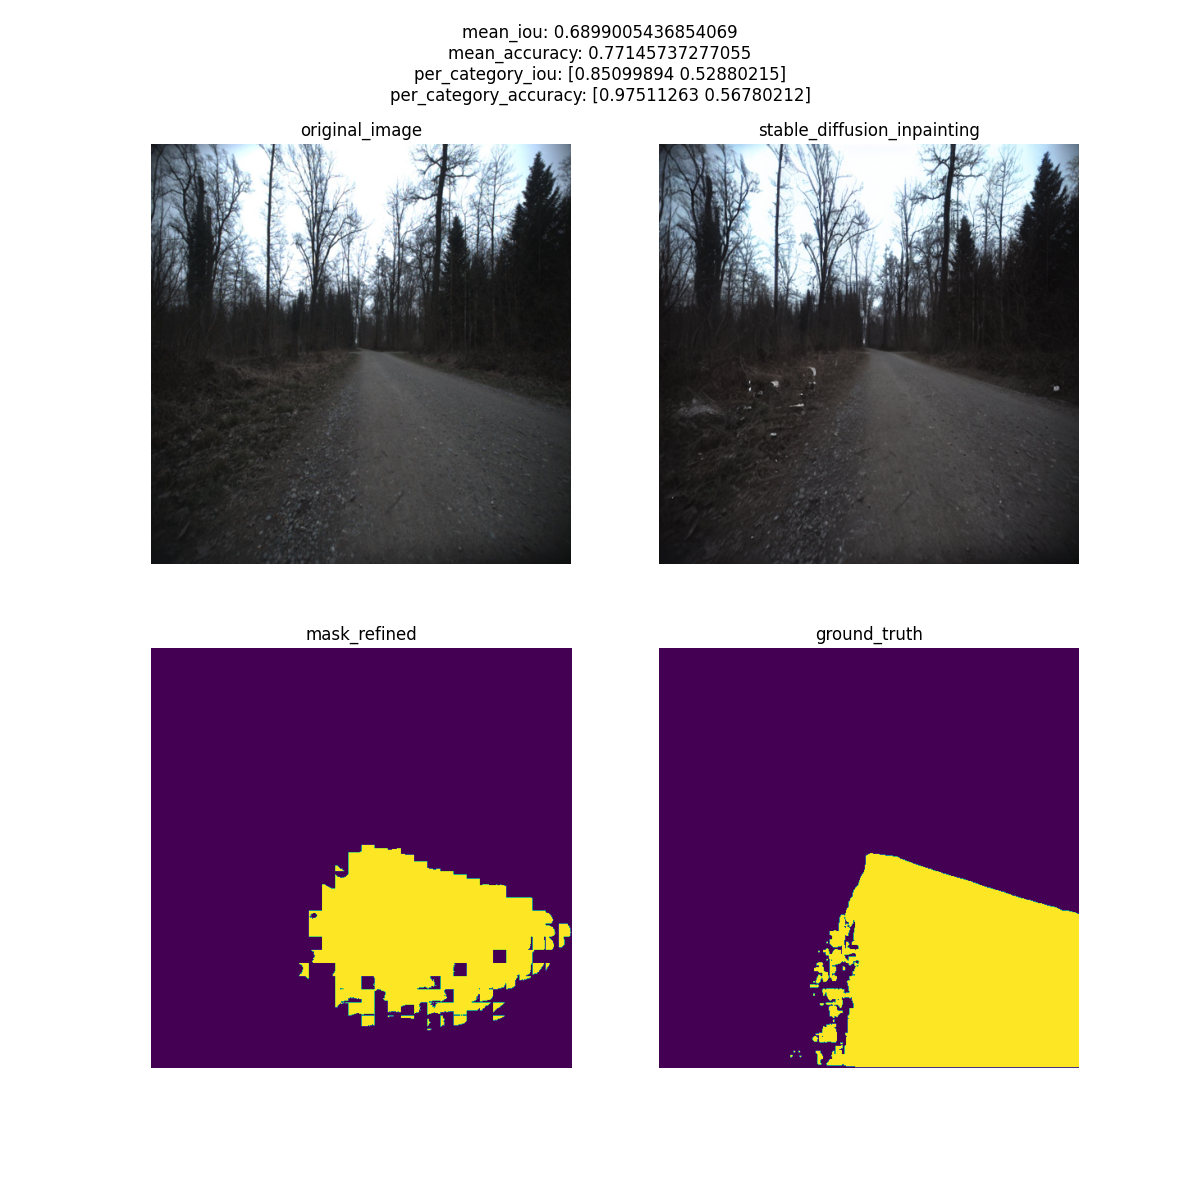 mean_iou: 0.6899005436854069
mean_accuracy: 0.77145737277055
per_category_iou: [0.85099894 0.52880215]
per_category_accuracy: [0.97511263 0.56780212]
original_image
stable_diffusion_inpainting
mask_refined
ground_truth